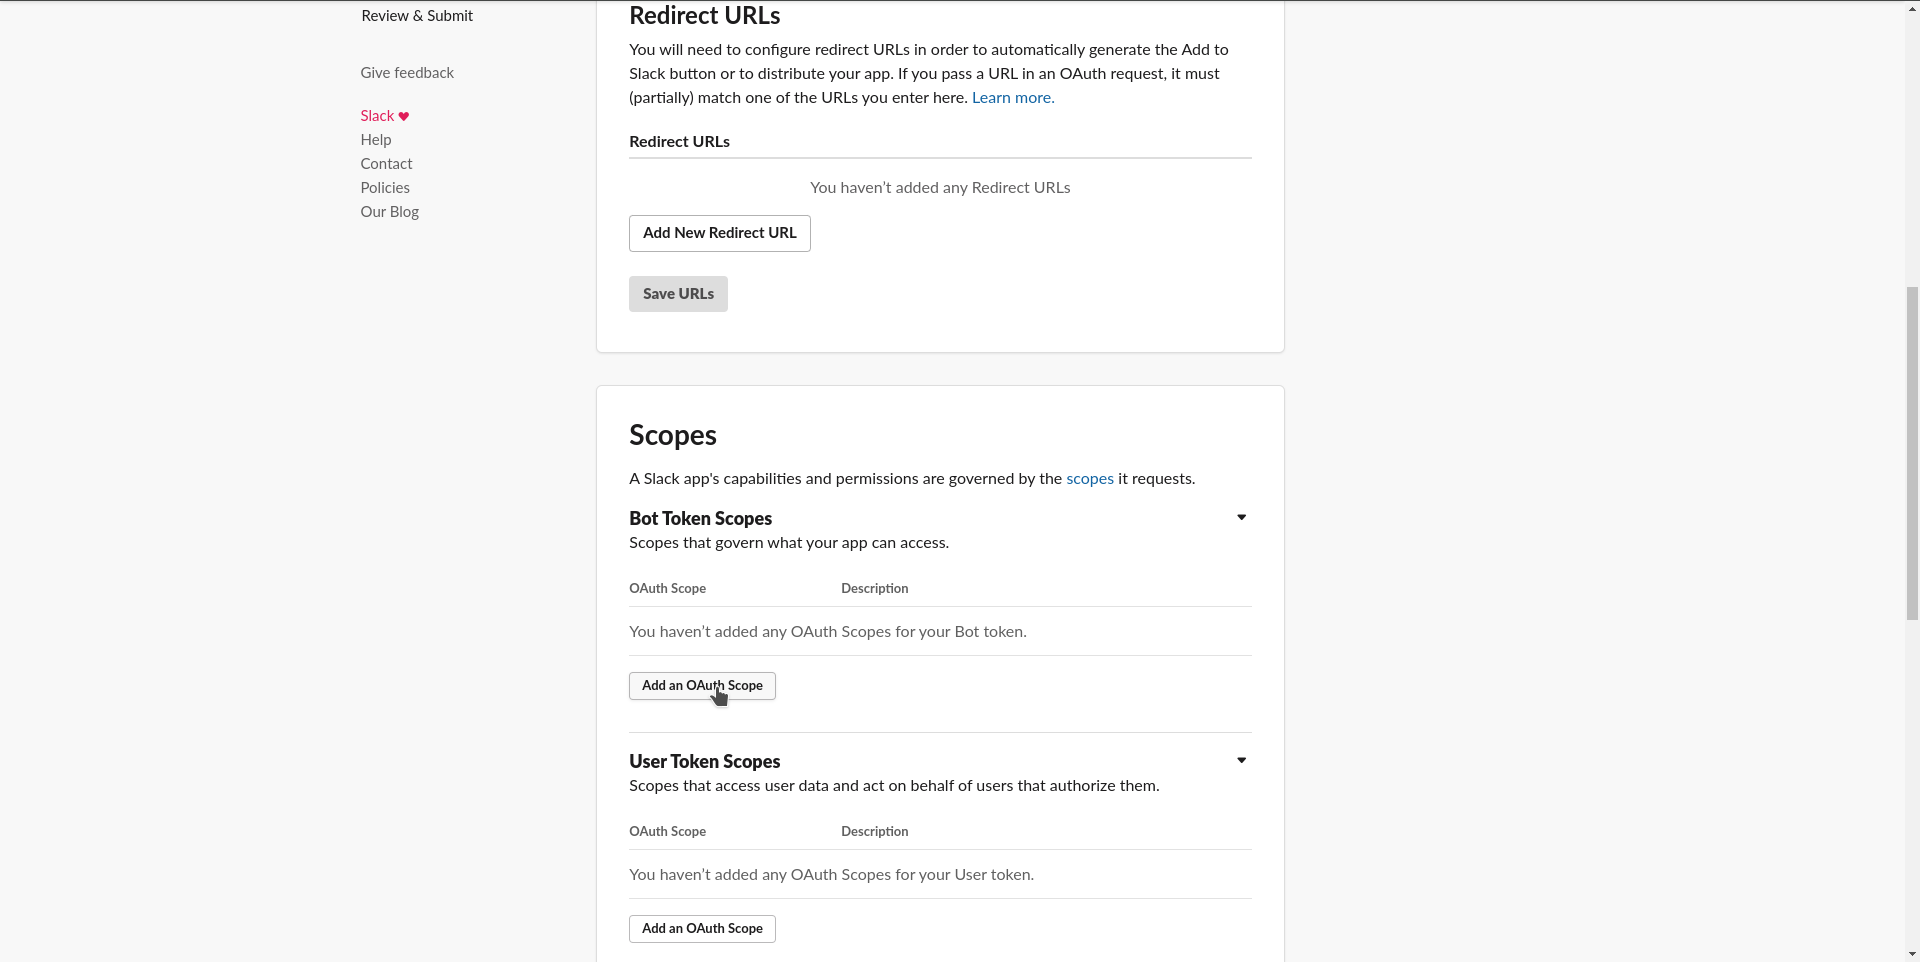 Review & Submit
Give feedback
Slack
Help
Contact
Policies
Our Blog
Redirect URLs
You will need to configure redirect URLs in order to automatically generate the Add to
Slack button or to distribute your app. If you pass a URL in an OAuth request, it must
(partially) match one of the URLs you enter here. Learn more.
Redirect URLs
You haven’t added any Redirect URLs
Add New Redirect URL
Save URLs
Scopes
A Slack app's capabilities and permissions are governed by the scopes it requests.
Bot Token Scopes
Scopes that govern what your app can access.
OAuth Scope Description
You haven’t added any OAuth Scopes for your Bot token.
Add an OAuth Scope
User Token Scopes
Scopes that access user data and act on behalf of users that authorize them.
OAuth Scope Description
You haven’t added any OAuth Scopes for your User token.
Add an OAuth Scope